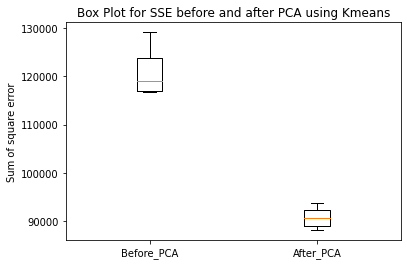 Box Plot for SSE before and after PCA using Kmeans
Sum of square error
130000
120000
110000
100000
90000
Before_PCA
After_PCA